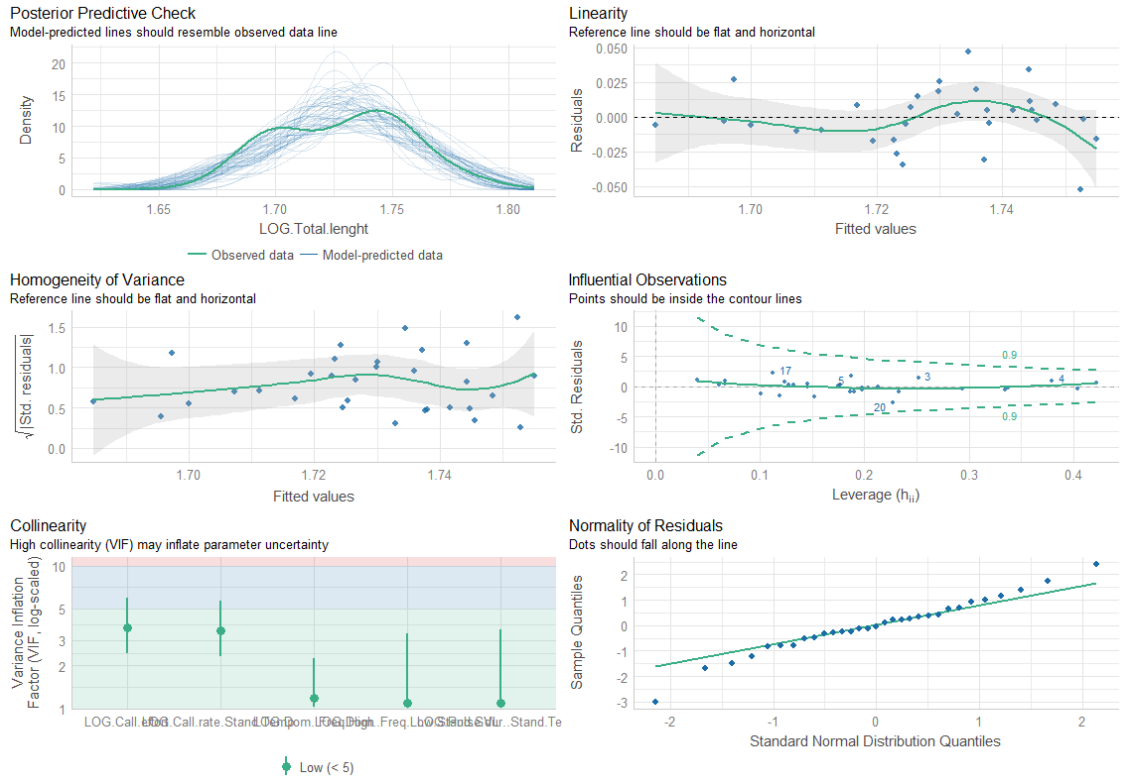 Posterior Predictive Check
Model-predicted lines should resemble observed data line
Density
20
15
10
5
0
1.65
1.70
1.75
1.80
LOG.Total.lenght
Observed data
Model-predicted data
Linearity
Reference line should be flat and horizontal
Residuals
0.050
0.025
0.000
-0.025
-0.050
1.70
1.72
1.74
Fitted values
Homogeneity of Variance
Reference line should be flat and horizontal
√|Std. residuals|
1.5
1.0
0.5
0.0
1.70
1.72
1.74
Fitted values
Influential Observations
Points should be inside the contour lines
Std. Residuals
10
5
0
-5
-10
0.9
17
5
3
4
20
0.9
0.0
0.1
0.2
0.3
0.4
Leverage (hii)
Collinearity
High collinearity (VIF) may inflate parameter uncertainty
Variance Inflation
Factor (VIF, log-scaled)
10
5
3
2
1
LOG.Call.
Call.rate.Stand.
Low (< 5)
Normality of Residuals
Dots should fall along the line
Sample Quantiles
2
1
0
-1
-2
-3
-2
-1
0
1
2
Standard Normal Distribution Quantiles